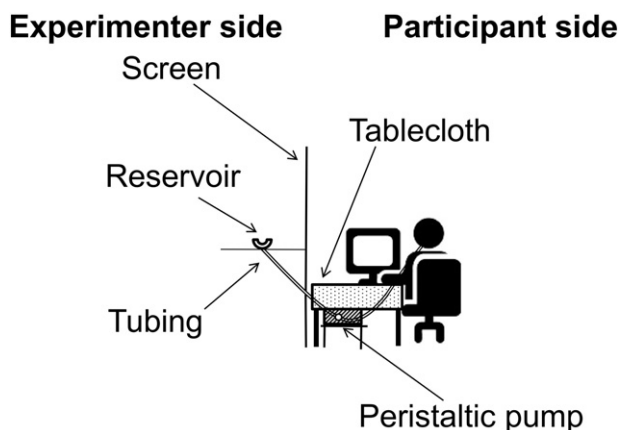 Experimenter side
Participant side
Screen
Tablecloth
Reservoir
Tubing
Peristaltic pump